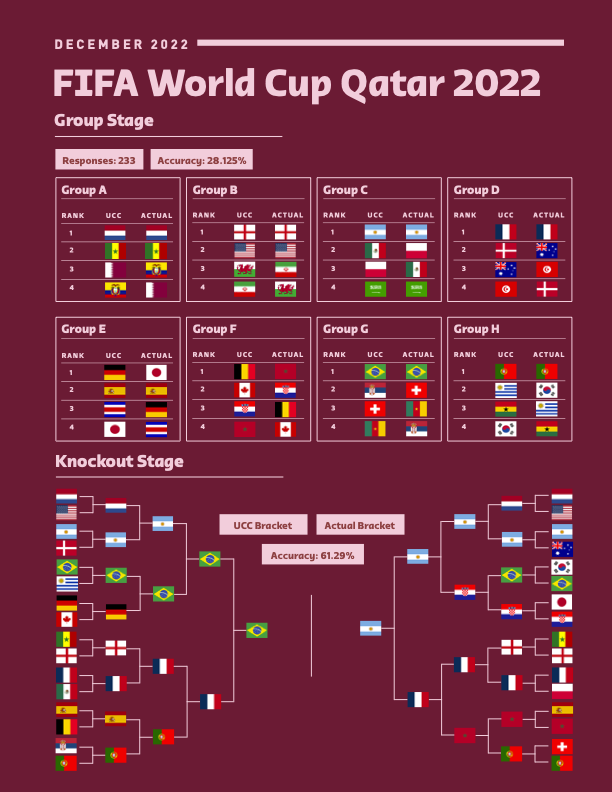 DECEMBER 2022
FIFA World Cup Qatar 2022
Group Stage
Responses: 233 Accuracy: 28.125%
Group A Group B Group C Group D
RANK UCC ACTUAL RANK UCC ACTUAL RANK UCC ACTUAL RANK UCC ACTUAL
1 1 1 1
2 2 2 2
3 3 3 3
4 4 4 4
Group E Group F Group G Group H
RANK UCC ACTUAL RANK UCC ACTUAL RANK UCC ACTUAL RANK UCC ACTUAL
1 1 1 1
2 2 2 2
3 3 3 3
4 4 4 4
Knockout Stage
UCC Bracket Actual Bracket
Accuracy: 61.29%